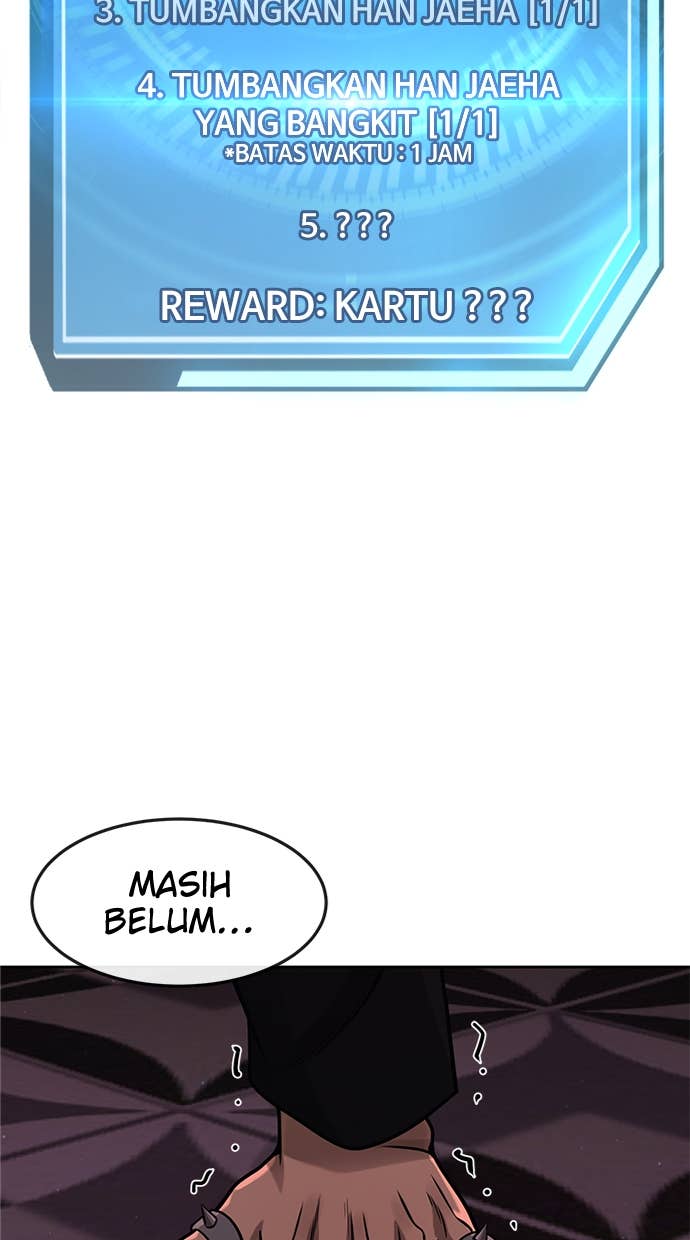 3. TUMBANGKAN HAN JAEHA [1/1]
4. TUMBANGKAN HAN JAEHA
YANG BANGKIT [1/1]
*BATAS WAKTU : 1 JAM
5. ???
REWARD: KARTU ???
MASIH
BELUM...